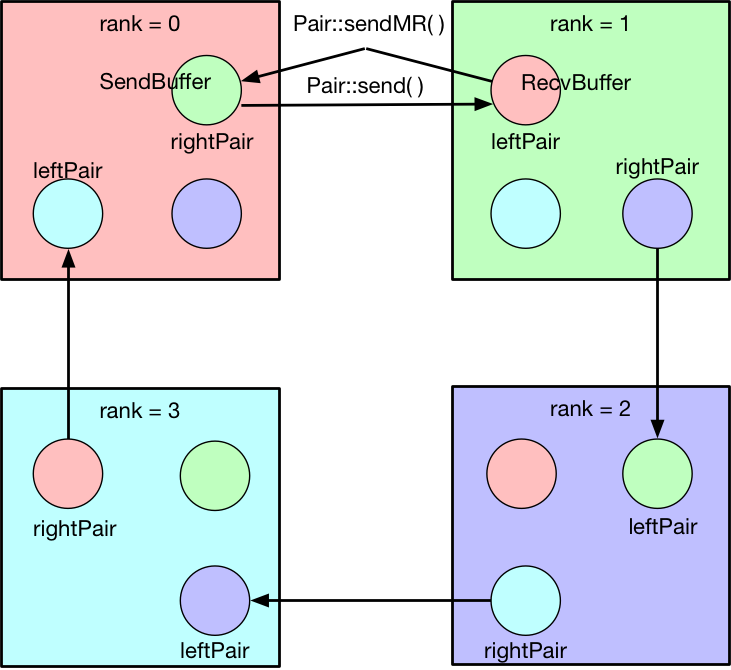 rank = 0
Pair::sendMR( )
rank = 1
SendBuffer
Pair::send( )
RecvBuffer
rightPair
leftPair
leftPair
rightPair
rank = 3
rank = 2
rightPair
leftPair
leftPair
rightPair